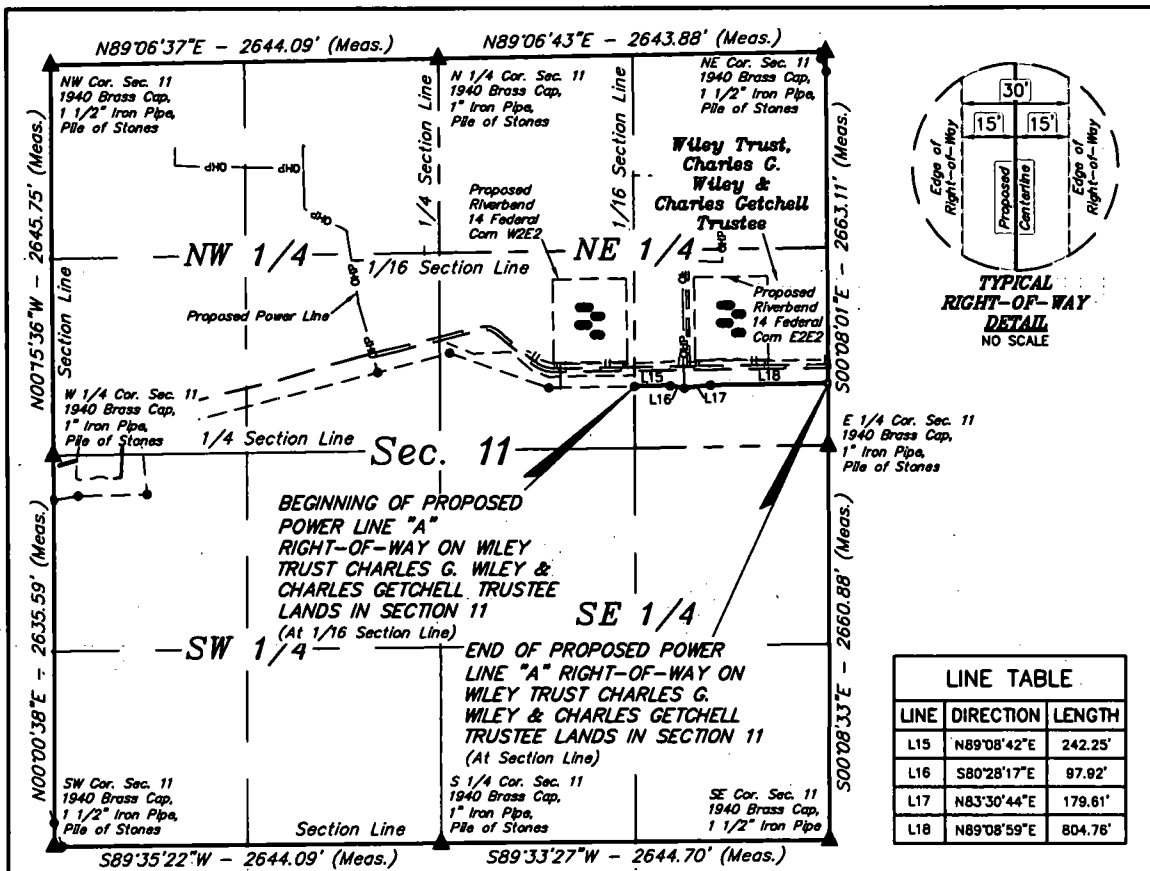 N89°06'37"E - 2644.09' (Meas.)
N89°06'43"E - 2643.88' (Meas.)
NW Cor. Sec. 11
1940 Brass Cap,
1 1/2" Iron Pipe,
Pile of Stones
N 1/4 Cor. Sec. 11
1940 Brass Cap,
1" Iron Pipe,
Pile of Stones
NE Cor. Sec. 11
1940 Brass Cap,
1 1/2" Iron Pipe,
Pile of Stones
N00°15'36"W - 2645.75' (Meas.)
Section Line
1/4 Section Line
1/16 Section Line
S00°08'01"E - 2663.11' (Meas.)
OHP
OHP
OHP
OHP
OHP
OHP
OHP
Proposed
Riverbend
14 Federal
Com W2E2
Wiley Trust,
Charles G.
Wiley &
Charles Getchell
Trustee
NW 1/4
NE 1/4
1/16 Section Line
Proposed Power Line
Proposed
Riverbend
14 Federal
Com E2E2
L15
L16
L17
L18
W 1/4 Cor. Sec. 11
1940 Brass Cap,
1" Iron Pipe,
Pile of Stones
1/4 Section Line
Sec. 11
E 1/4 Cor. Sec. 11
1940 Brass Cap,
1" Iron Pipe,
Pile of Stones
BEGINNING OF PROPOSED
POWER LINE "A"
RIGHT-OF-WAY ON WILEY
TRUST CHARLES G. WILEY &
CHARLES GETCHELL TRUSTEE
LANDS IN SECTION 11
(At 1/16 Section Line)
SW 1/4
SE 1/4
END OF PROPOSED POWER
LINE "A" RIGHT-OF-WAY ON
WILEY TRUST CHARLES G.
WILEY & CHARLES GETCHELL
TRUSTEE LANDS IN SECTION 11
(At Section Line)
N00°00'38"E - 2635.59' (Meas.)
S00°08'33"E - 2660.88' (Meas.)
SW Cor. Sec. 11
1940 Brass Cap,
1 1/2" Iron Pipe,
Pile of Stones
Section Line
S 1/4 Cor. Sec. 11
1940 Brass Cap,
1" Iron Pipe,
Pile of Stones
SE Cor. Sec. 11
1940 Brass Cap,
1 1/2" Iron Pipe
S89°35'22"W - 2644.09' (Meas.)
S89°33'27"W - 2644.70' (Meas.)
30'
15' 15'
Edge of
Right-of-Way
Proposed
Centerline
Edge of
Right-of-Way
TYPICAL
RIGHT-OF-WAY
DETAIL
NO SCALE
LINE TABLE
LINE DIRECTION LENGTH
L15 N89°08'42"E 242.25'
L16 S80°28'17"E 97.92'
L17 N83°30'44"E 179.61'
L18 N89°08'59"E 804.76'